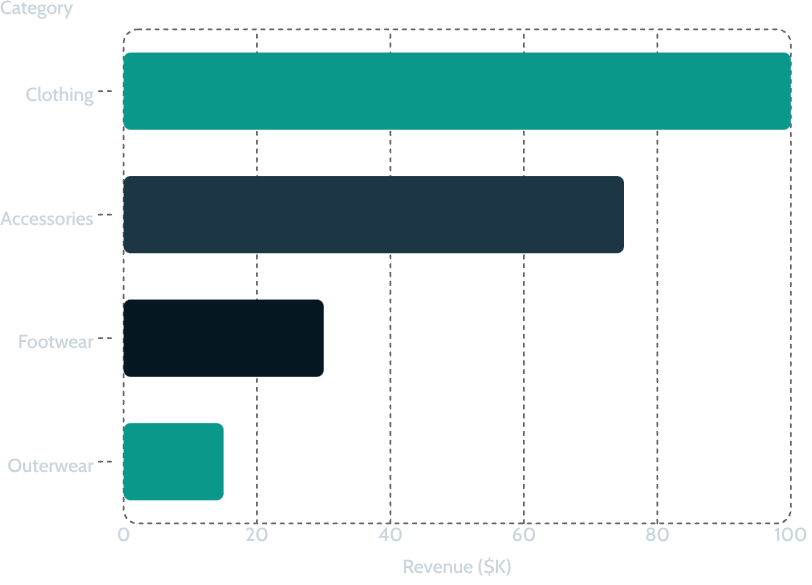 Category
Clothing
Accessories
Footwear
Outerwear
0 20 40 60 80 100
Revenue ($K)